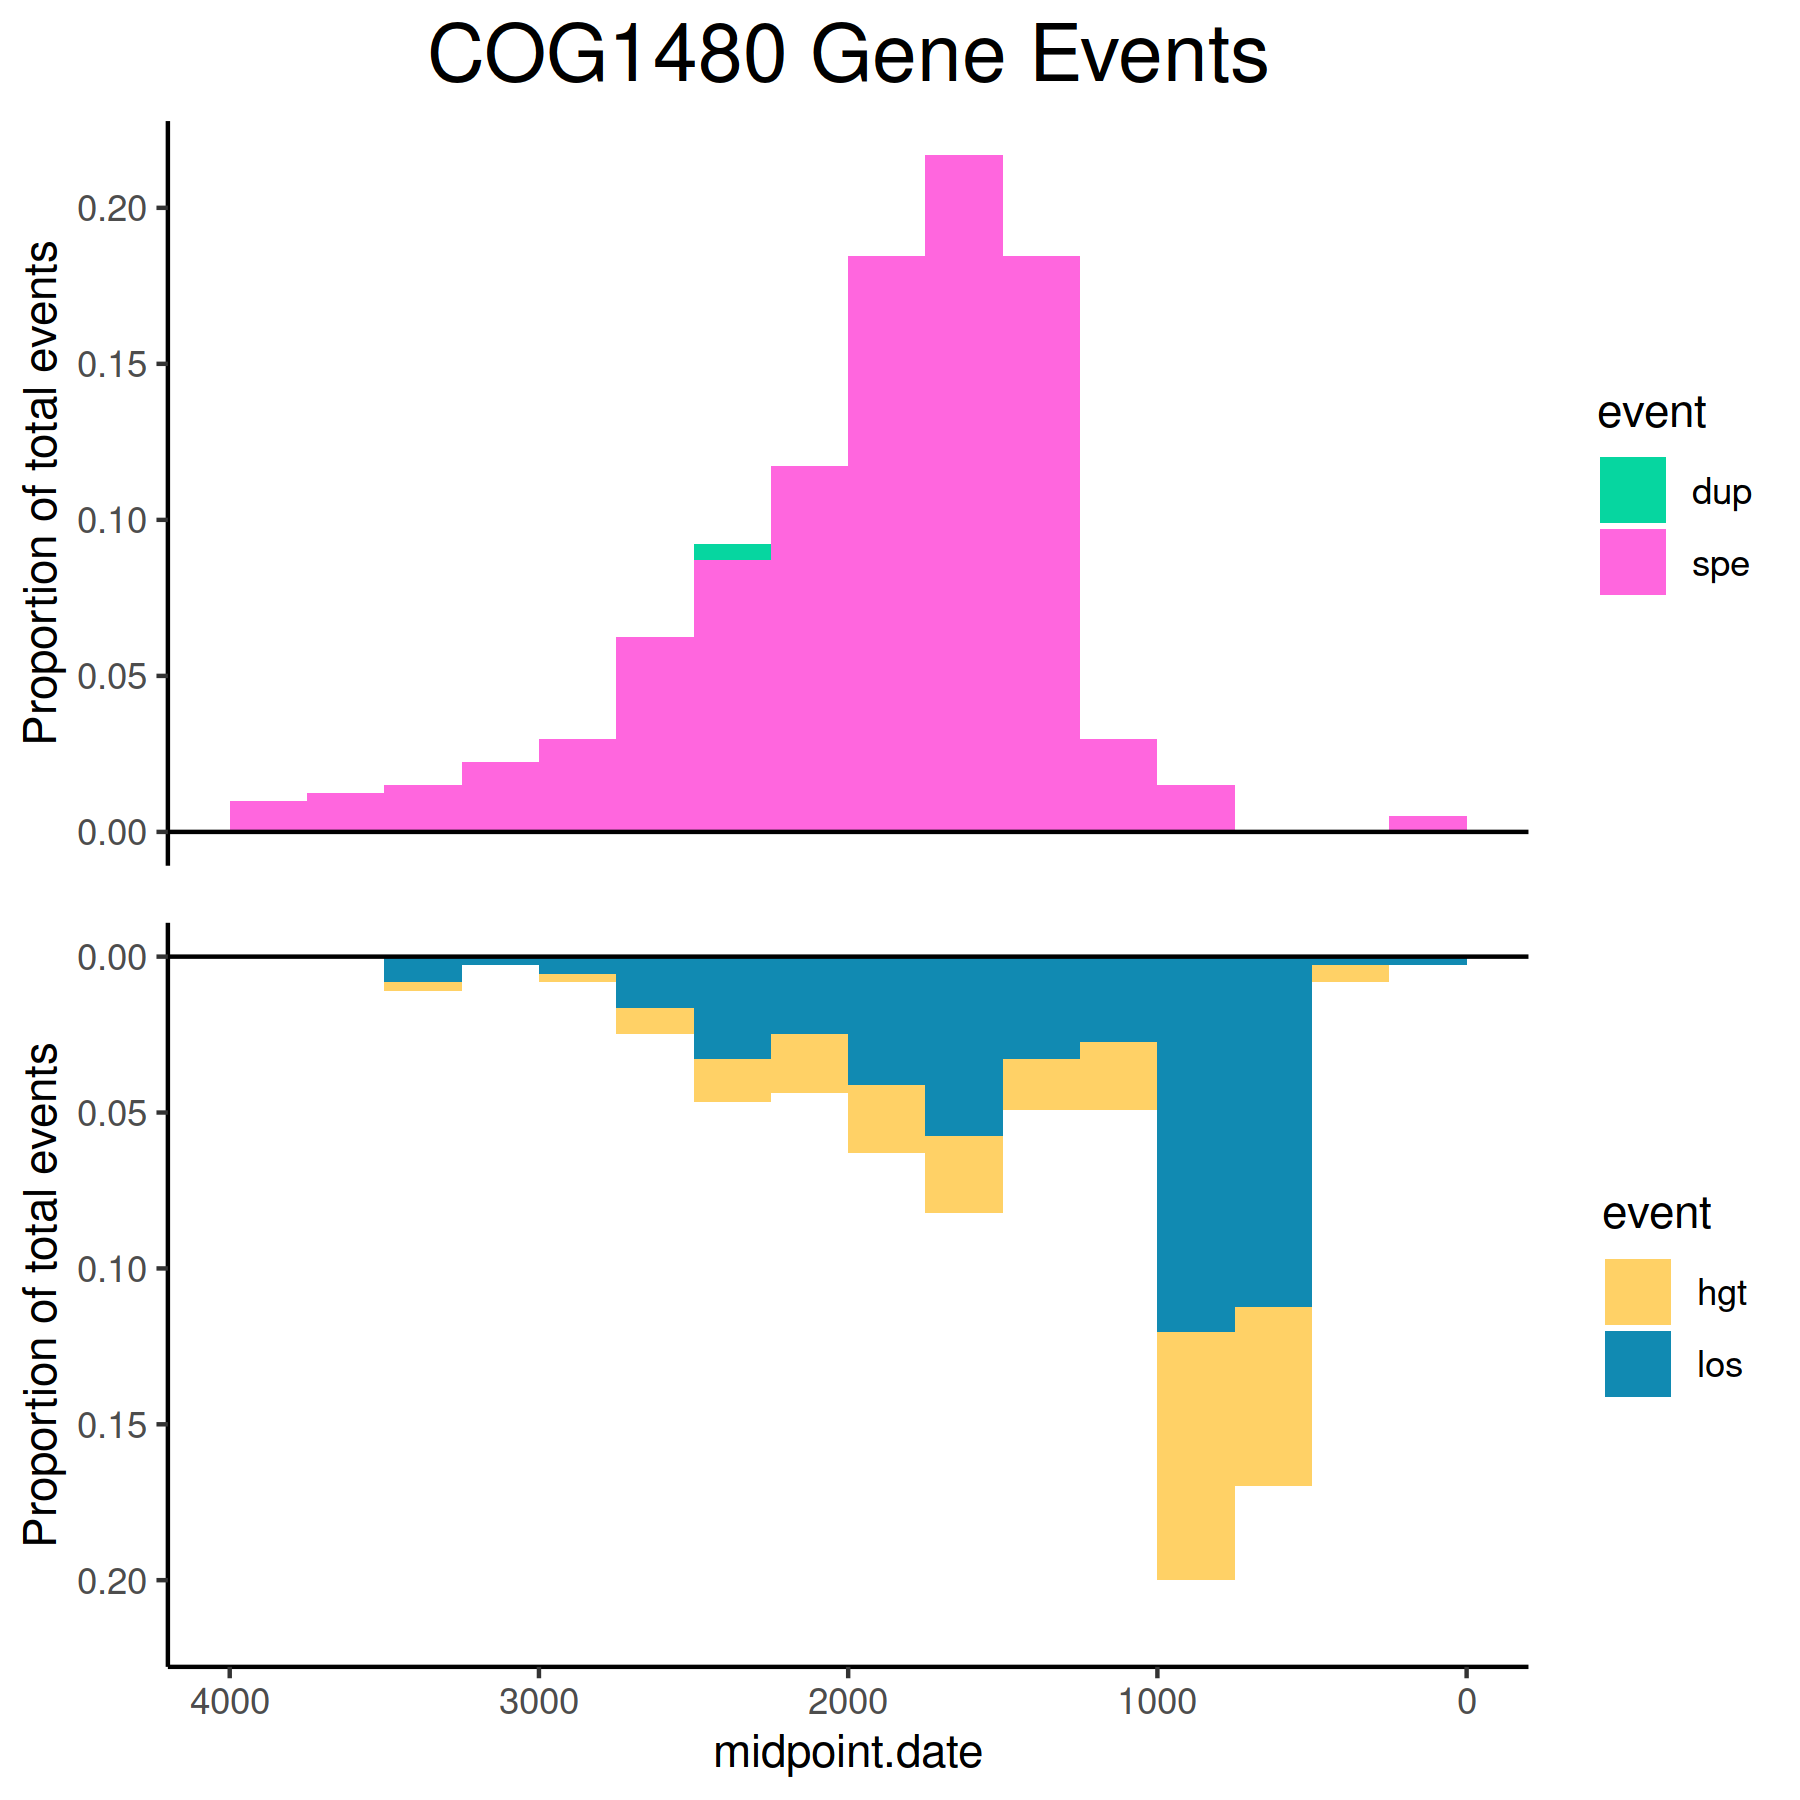 COG1480 Gene Events
Proportion of total events
0.20
0.15
0.10
0.05
0.00
event
dup
spe
Proportion of total events
0.00
0.05
0.10
0.15
0.20
event
hgt
los
4000 3000 2000 1000 0
midpoint.date